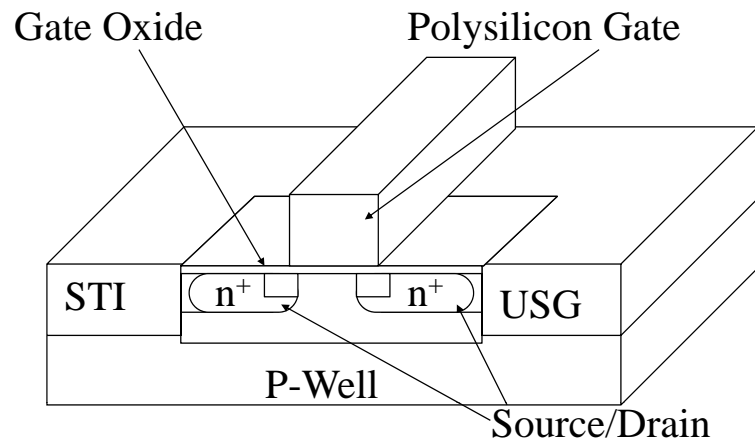 Gate Oxide
Polysilicon Gate
STI
n⁺
n⁺
USG
P-Well
Source/Drain